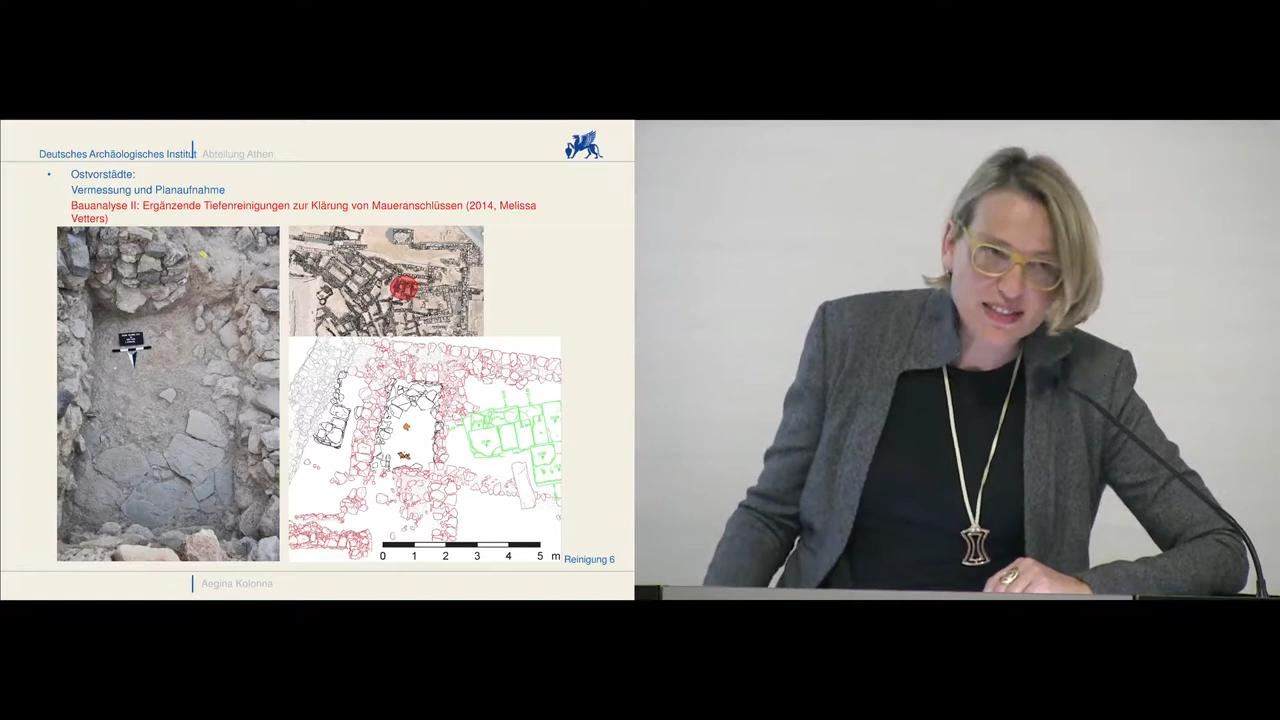 Deutsches Archäologisches Institut Abteilung Athen
• Ostvorstädte:
Vermessung und Planaufnahme
Bauanalyse II: Ergänzende Tiefenreinigungen zur Klärung von Maueranschlüssen (2014, Melissa
Vetters)
0 1 2 3 4 5 m
Reinigung 6
Aegina Kolonna